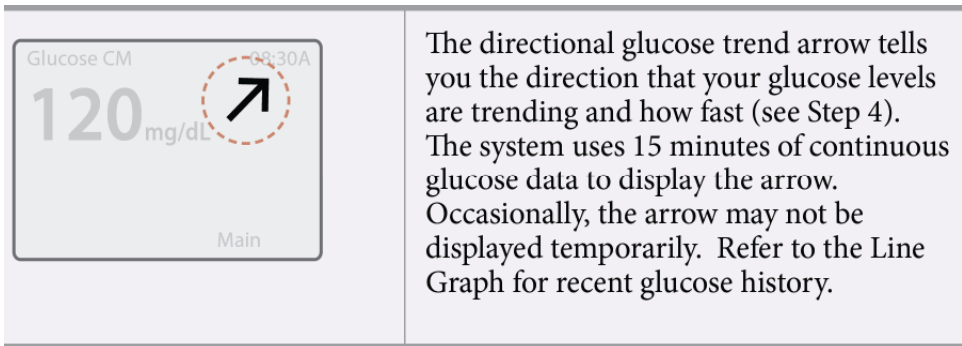 Glucose CM 08:30A
120 mg/dL
Main
The directional glucose trend arrow tells
you the direction that your glucose levels
are trending and how fast (see Step 4).
The system uses 15 minutes of continuous
glucose data to display the arrow.
Occasionally, the arrow may not be
displayed temporarily.  Refer to the Line
Graph for recent glucose history.